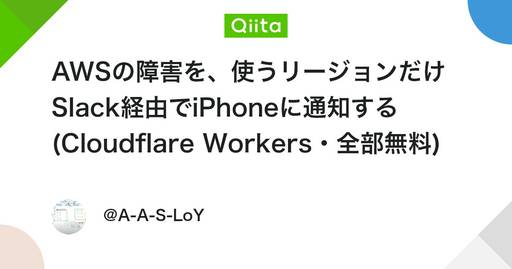 Qiita
AWSの障害を、使うリージョンだけ
Slack経由でiPhoneに通知する
(Cloudflare Workers・全部無料)
@A-A-S-LoY